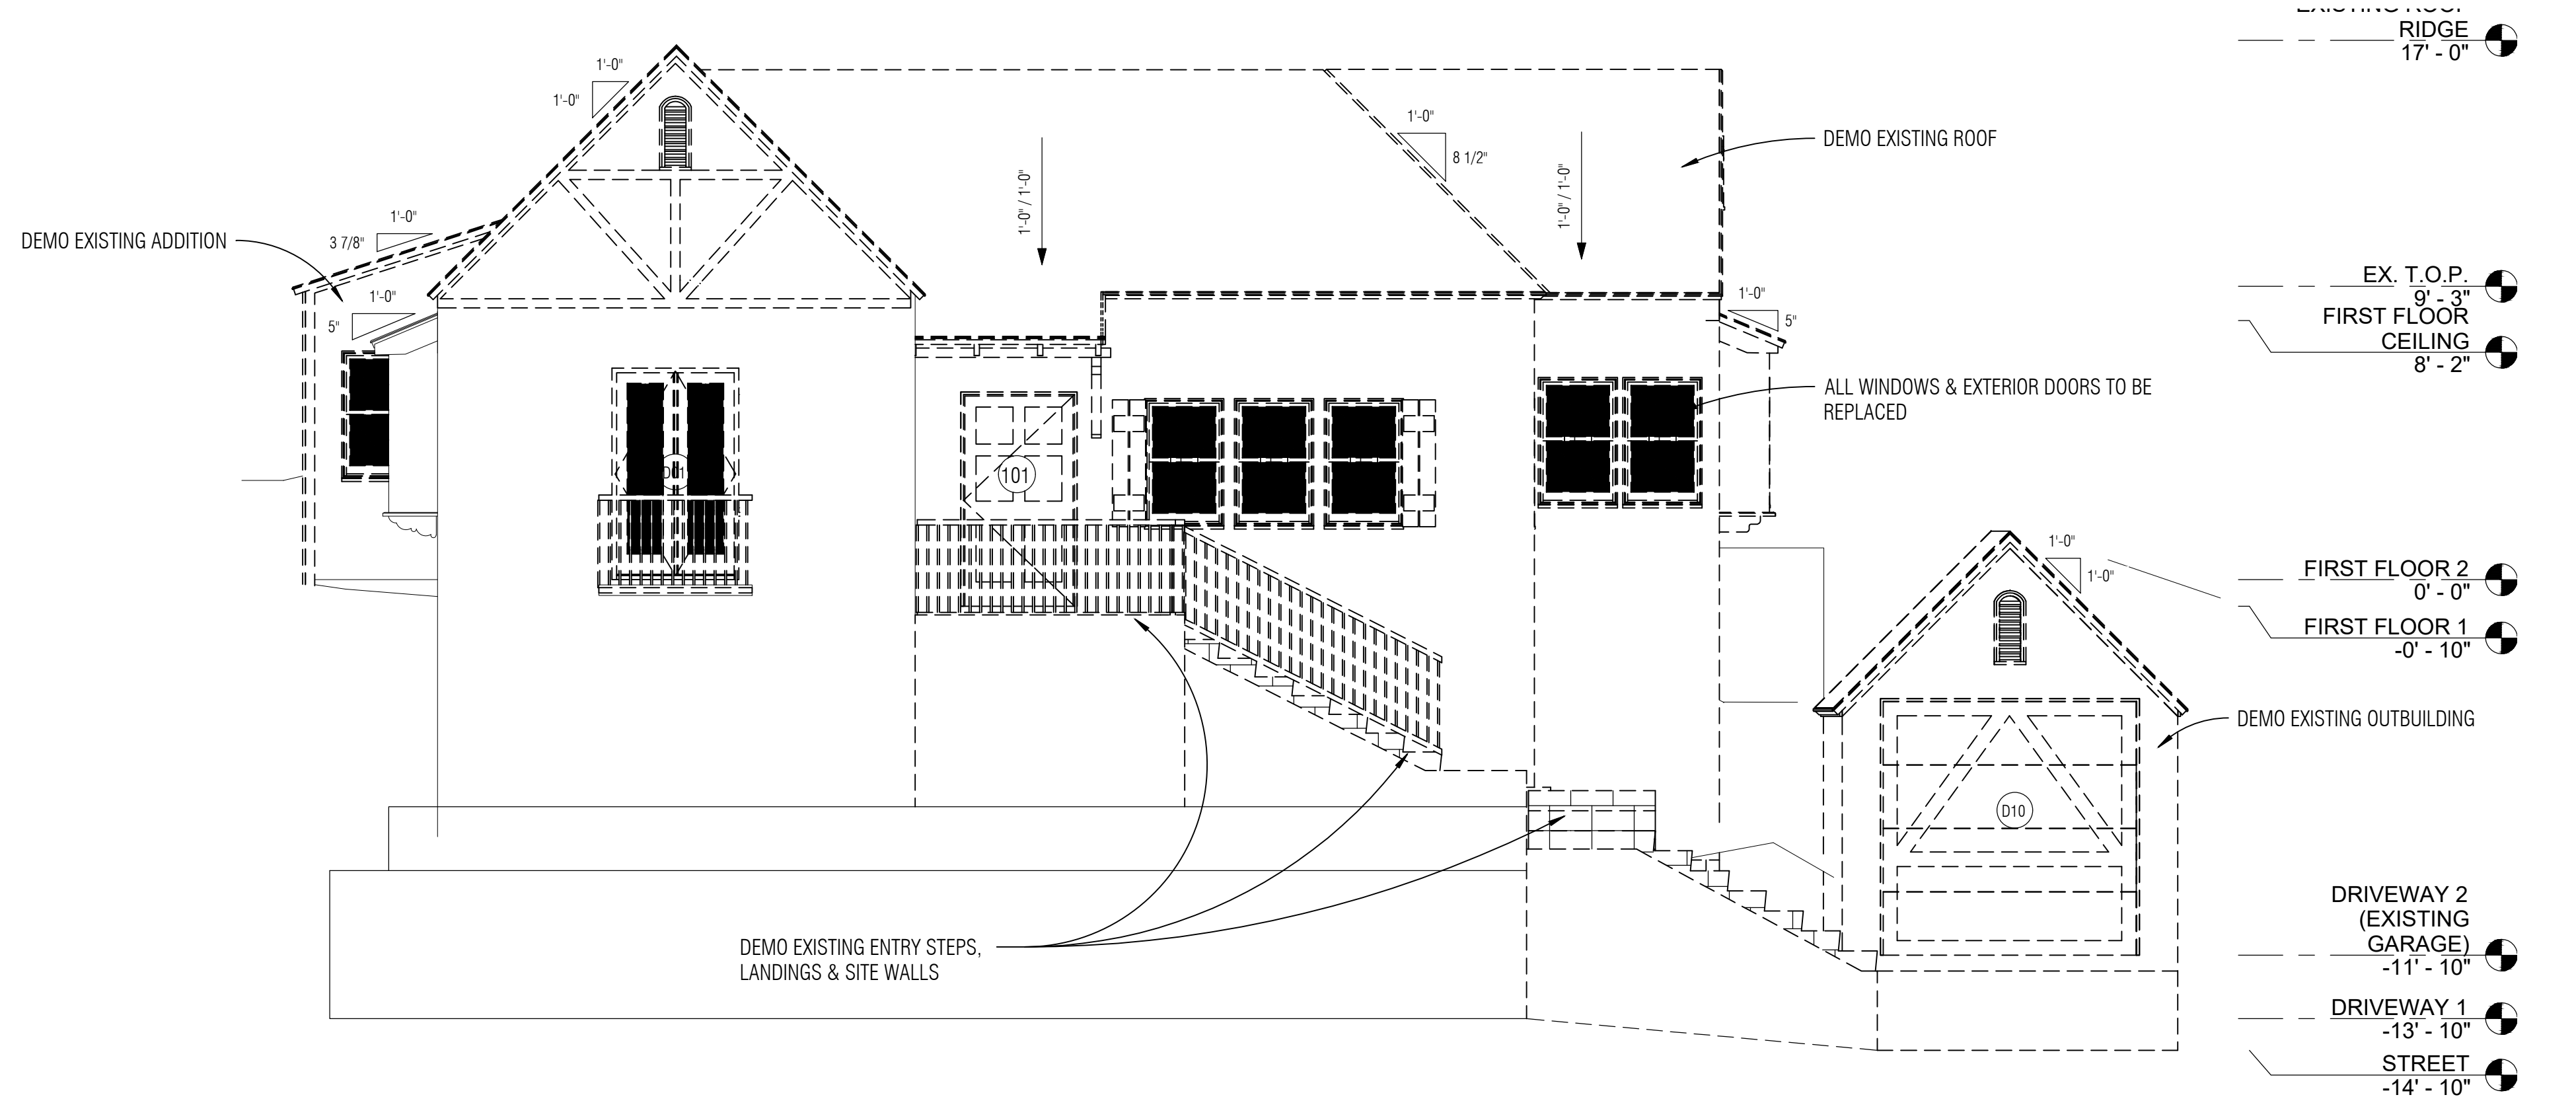 EXISTING ROOF
RIDGE
17' - 0"
1'-0"
1'-0"
1'-0"
8 1/2"
DEMO EXISTING ROOF
1'-0" / 1'-0"
1'-0" / 1'-0"
1'-0"
3 7/8"
DEMO EXISTING ADDITION
1'-0"
5"
1'-0"
5"
EX. T.O.P.
9' - 3"
FIRST FLOOR
CEILING
8' - 2"
ALL WINDOWS & EXTERIOR DOORS TO BE
REPLACED
101
1'-0"
1'-0"
FIRST FLOOR 2
0' - 0"
FIRST FLOOR 1
-0' - 10"
DEMO EXISTING OUTBUILDING
D10
DEMO EXISTING ENTRY STEPS,
LANDINGS & SITE WALLS
DRIVEWAY 2
(EXISTING
GARAGE)
-11' - 10"
DRIVEWAY 1
-13' - 10"
STREET
-14' - 10"